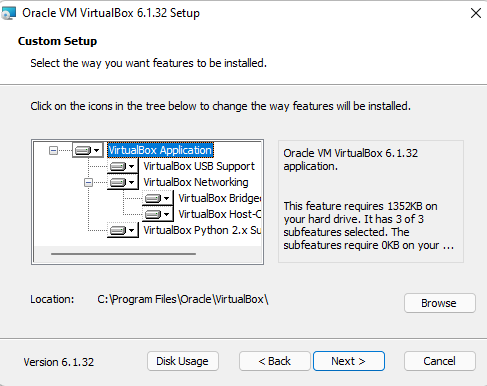 Oracle VM VirtualBox 6.1.32 Setup
Custom Setup
Select the way you want features to be installed.
Click on the icons in the tree below to change the way features will be installed.
VirtualBox Application
VirtualBox USB Support
VirtualBox Networking
VirtualBox Bridge
VirtualBox Host-C
VirtualBox Python 2.x Su
Oracle VM VirtualBox 6.1.32
application.
This feature requires 1352KB on
your hard drive. It has 3 of 3
subfeatures selected. The
subfeatures require 0KB on your ...
Location: C:\Program Files\Oracle\VirtualBox\
Browse
Version 6.1.32
Disk Usage
< Back
Next >
Cancel